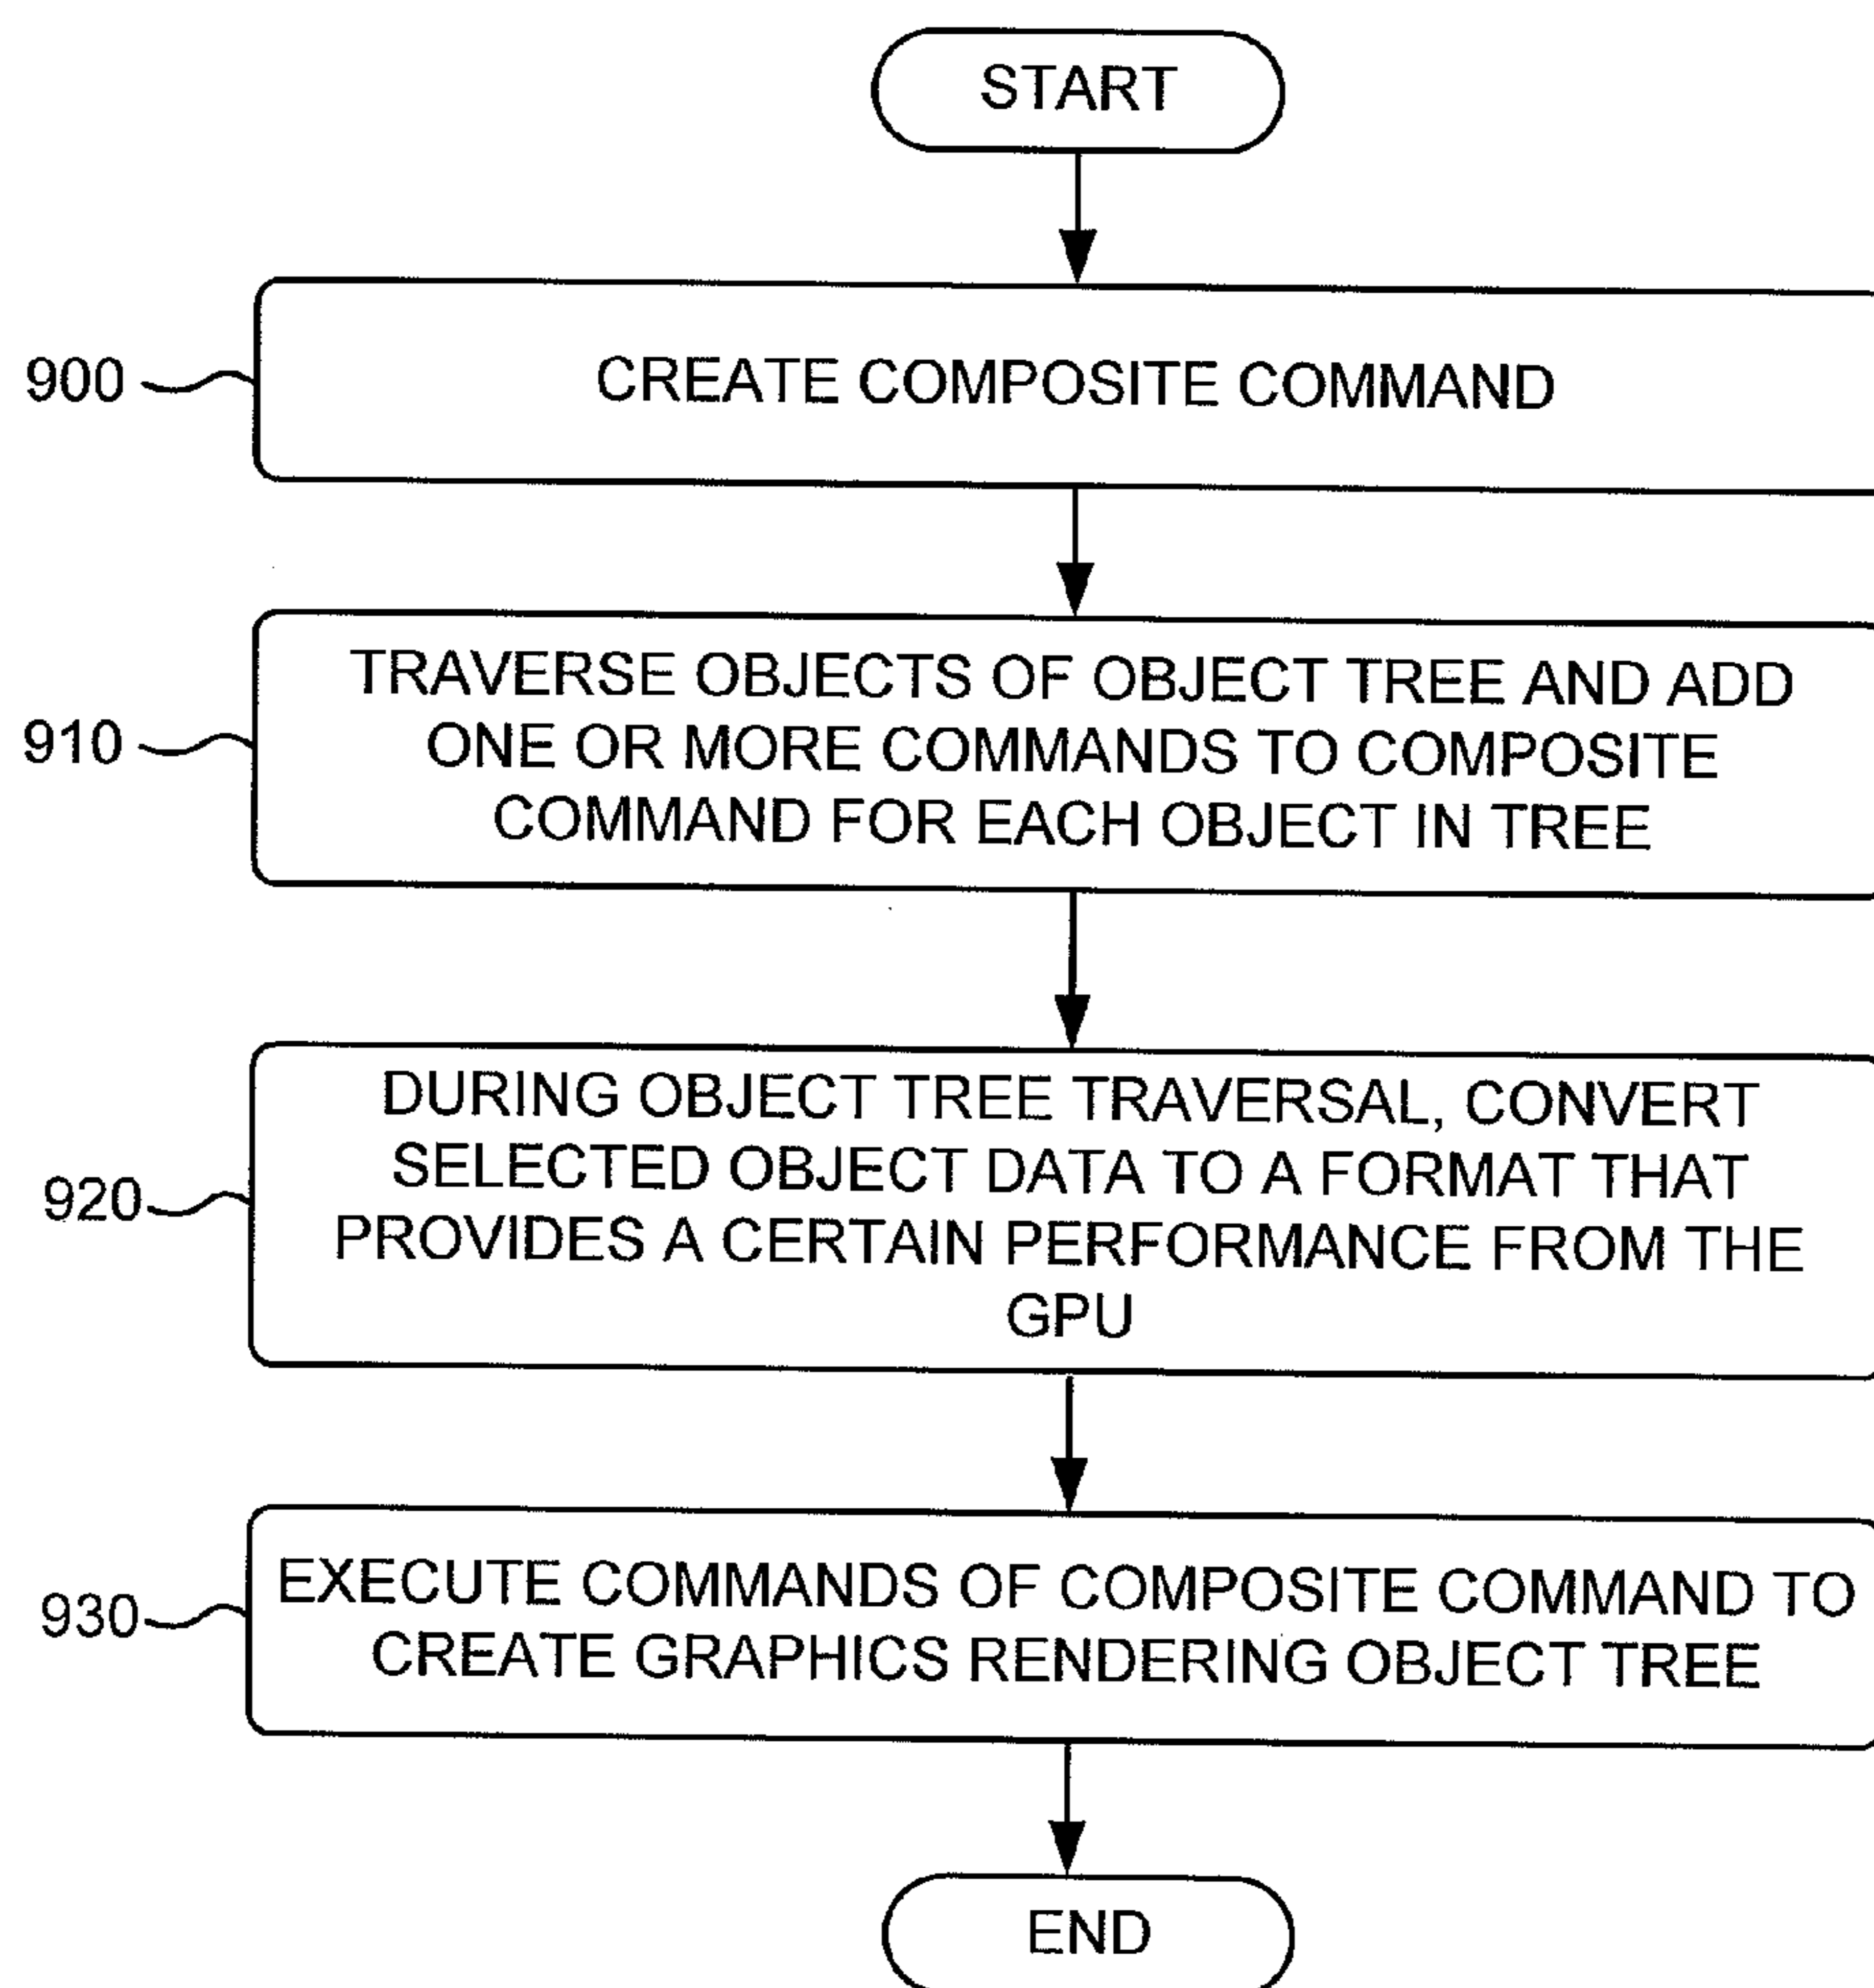 START
900
CREATE COMPOSITE COMMAND
TRAVERSE OBJECTS OF OBJECT TREE AND ADD
910
ONE OR MORE COMMANDS TO COMPOSITE
COMMAND FOR EACH OBJECT IN TREE
DURING OBJECT TREE TRAVERSAL, CONVERT
SELECTED OBJECT DATA TO A FORMAT THAT
920
PROVIDES A CERTAIN PERFORMANCE FROM THE
GPU
EXECUTE COMMANDS OF COMPOSITE COMMAND TO
930
CREATE GRAPHICS RENDERING OBJECT TREE
END